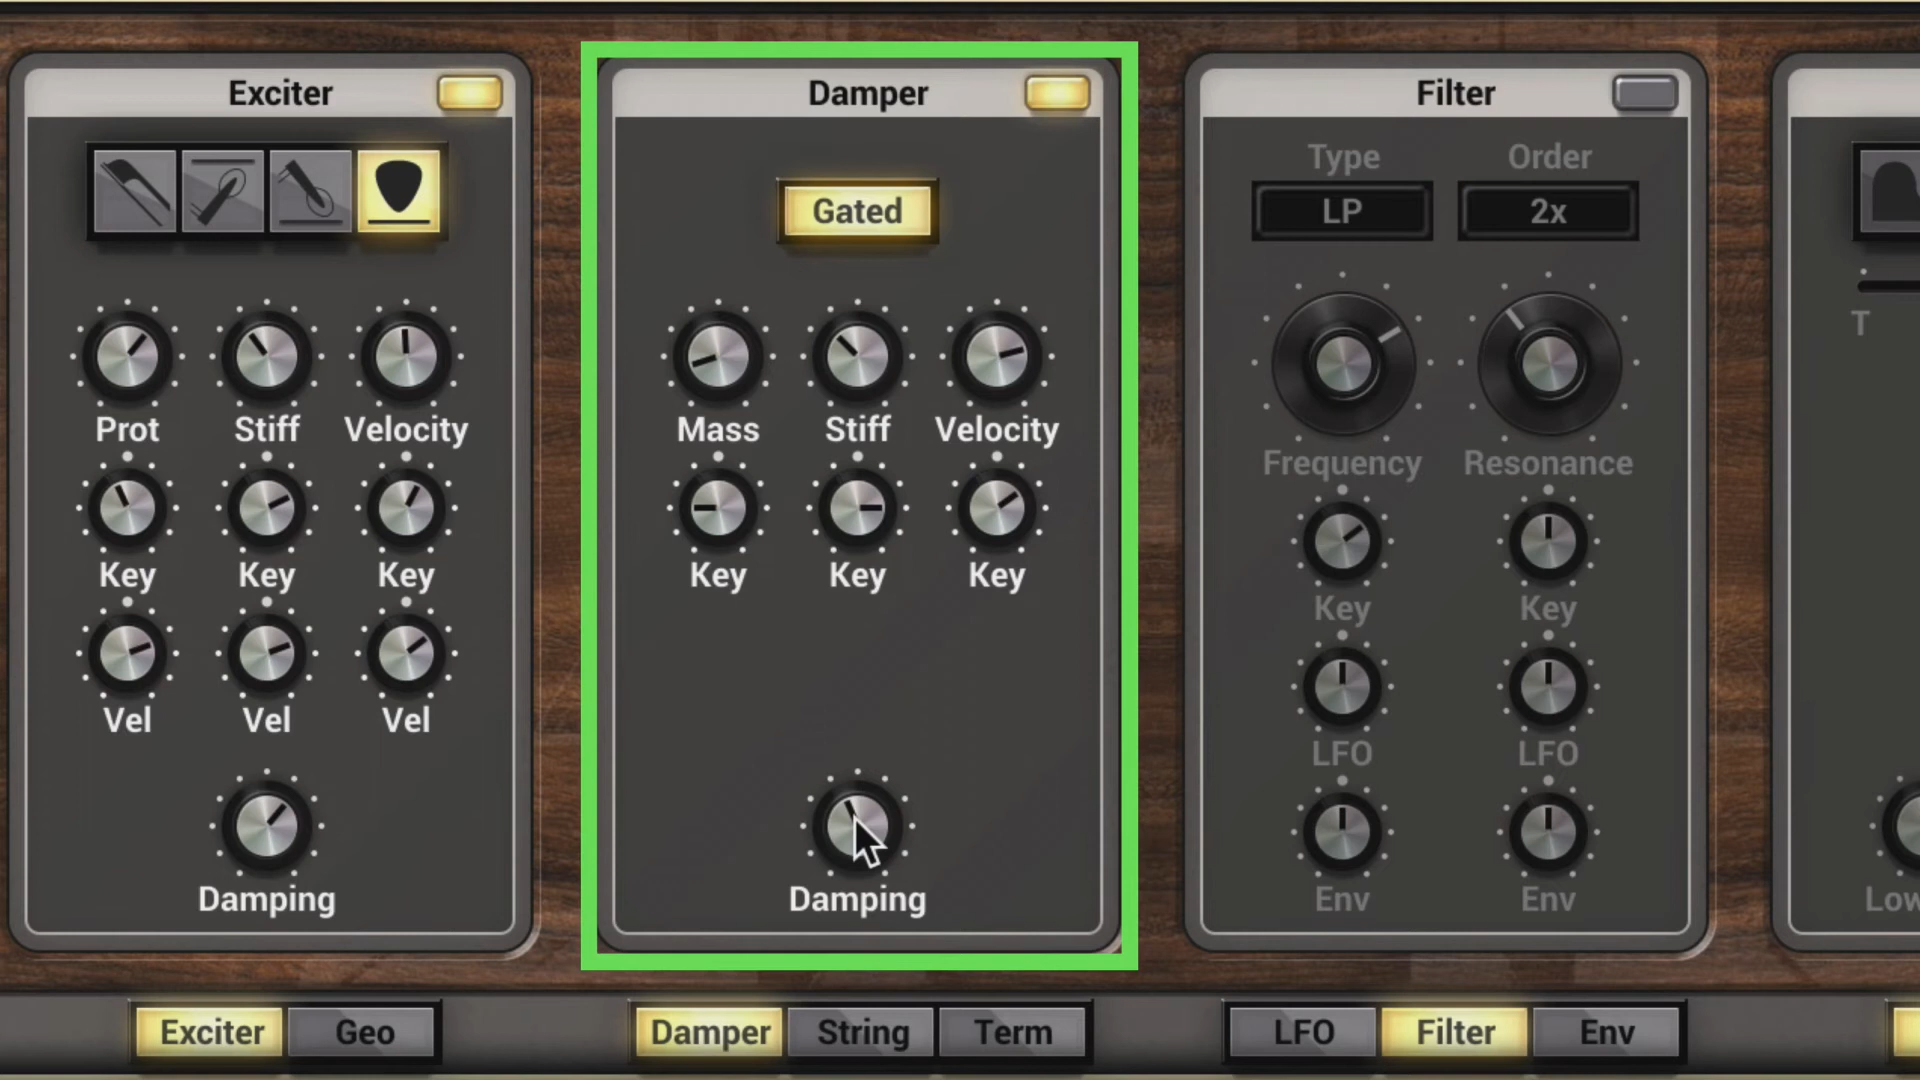 Exciter
Prot Stiff Velocity
Key Key Key
Vel Vel Vel
Damping
Damper
Gated
Mass Stiff Velocity
Key Key Key
Damping
Filter
Type Order
LP 2x
Frequency Resonance
Key Key
LFO LFO
Env Env
T
Low
Exciter Geo
Damper String Term
LFO Filter Env